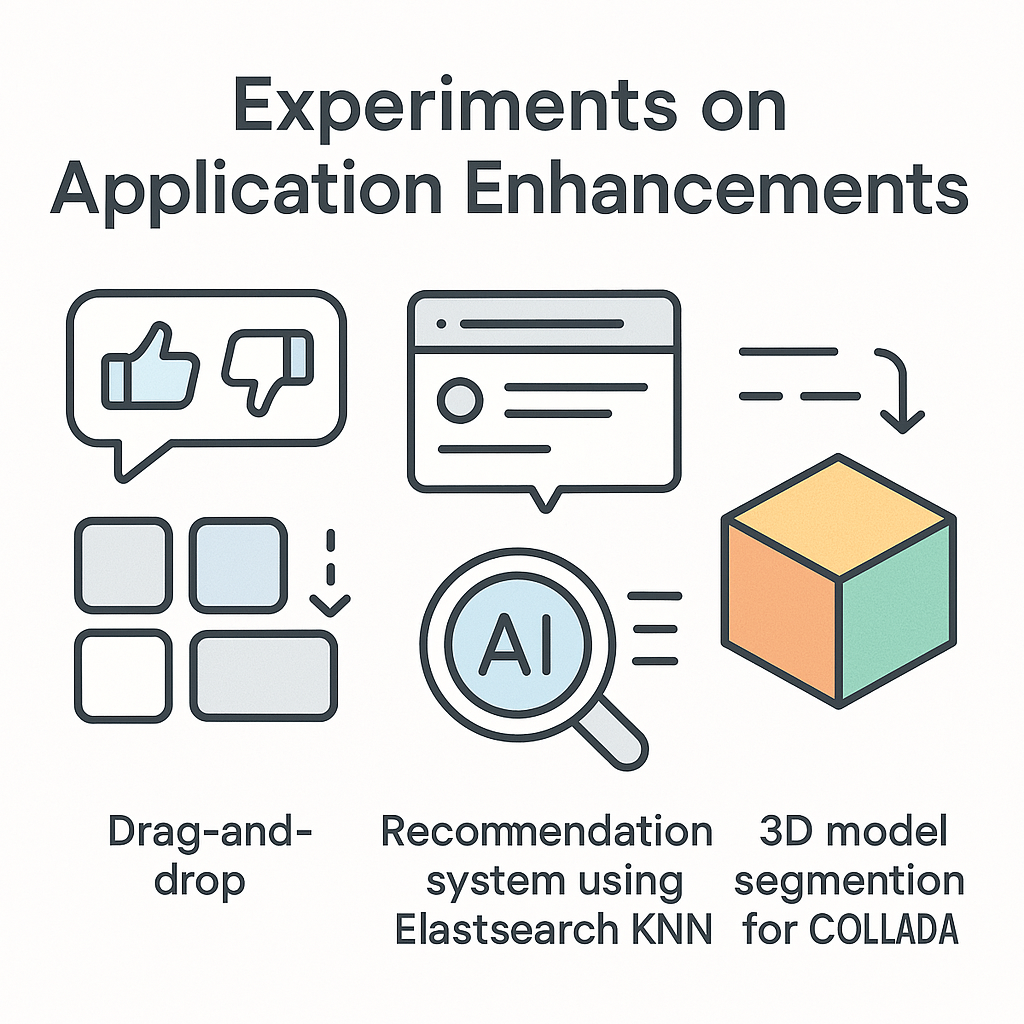 Experiments on
Application Enhancements
AI
Drag-and-
drop
Recommendation
system using
Elastsearch KNN
3D model
segmention
for COLLADA